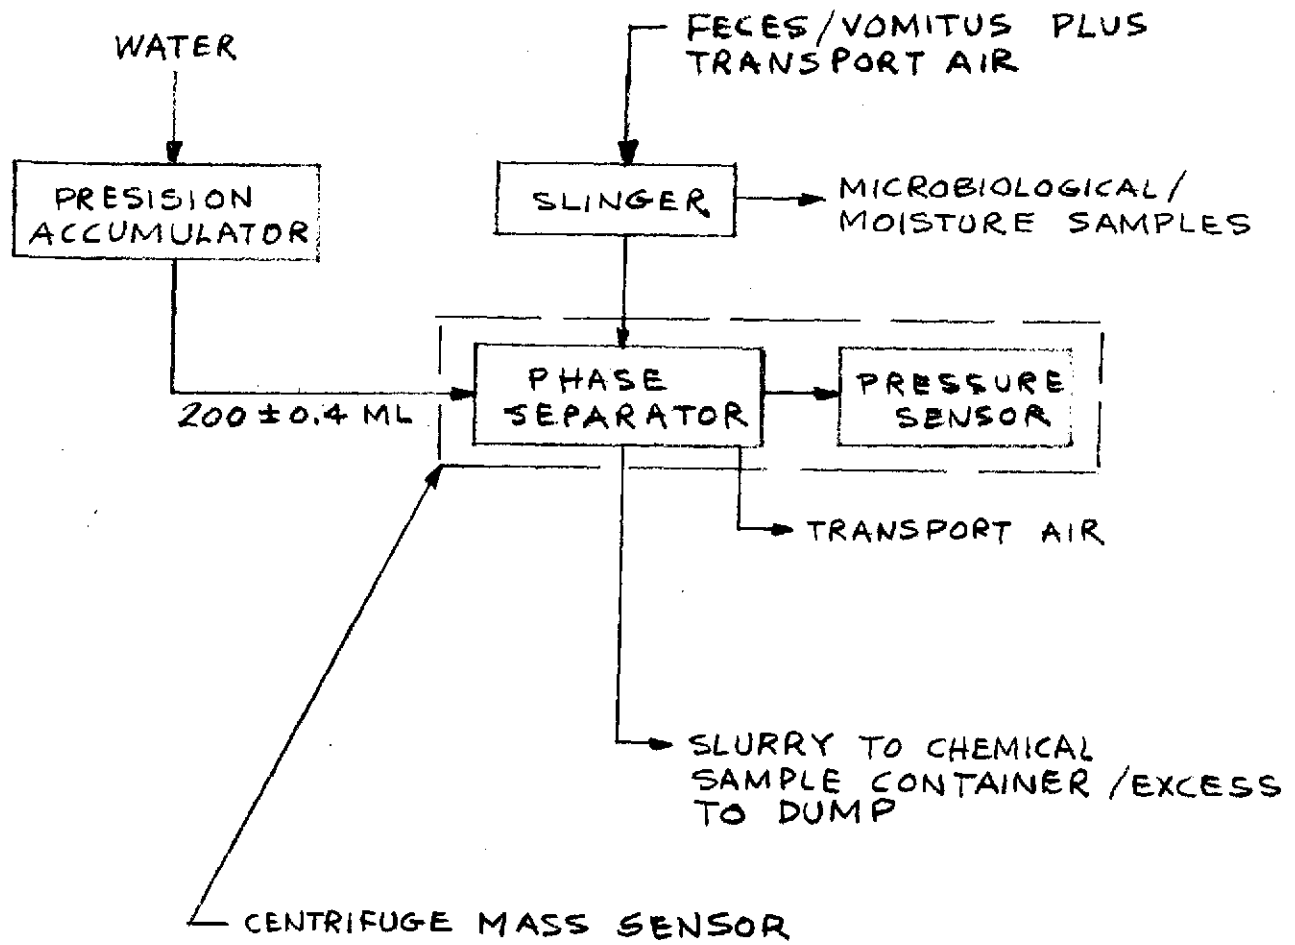 FECES/VOMITUS PLUS
TRANSPORT AIR
WATER
PRESISION
ACCUMULATOR
SLINGER
MICROBIOLOGICAL/
MOISTURE SAMPLES
200 ± 0.4 ML
PHASE
SEPARATOR
PRESSURE
SENSOR
TRANSPORT AIR
SLURRY TO CHEMICAL
SAMPLE CONTAINER/EXCESS
TO DUMP
CENTRIFUGE MASS SENSOR